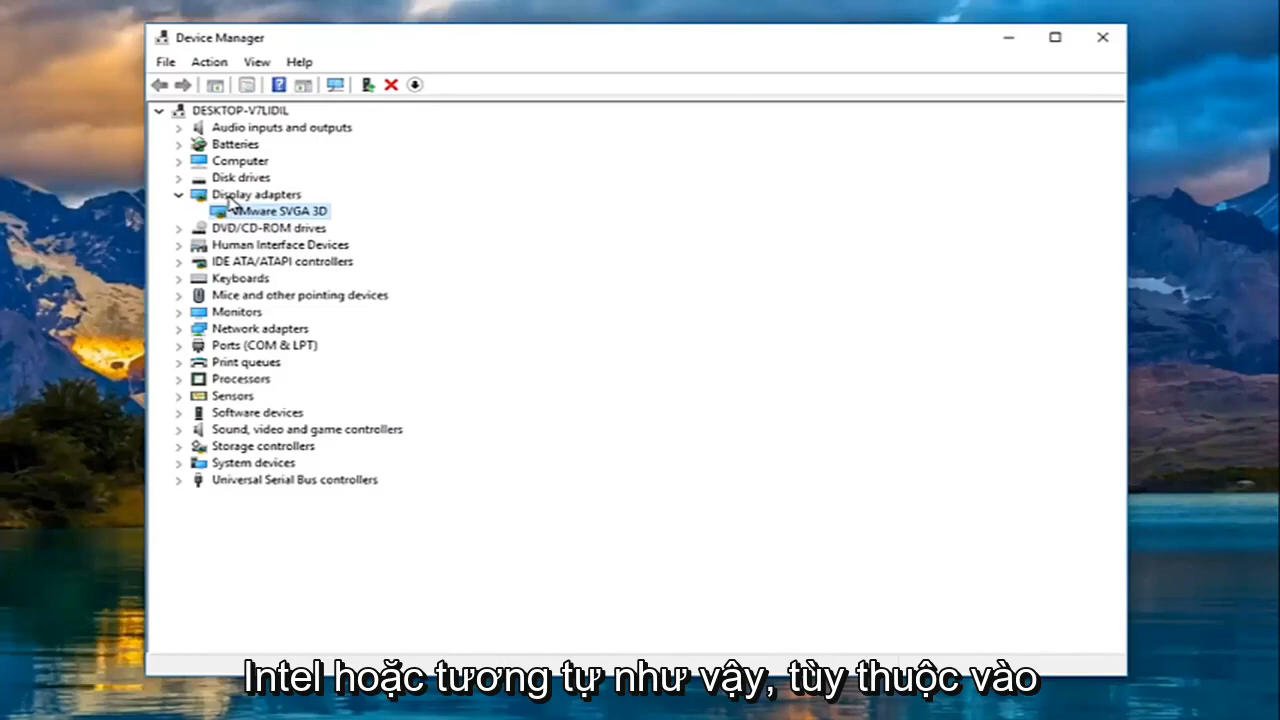 Device Manager
File Action View Help
DESKTOP-V7LIDIL
Audio inputs and outputs
Batteries
Computer
Disk drives
Display adapters
VMware SVGA 3D
DVD/CD-ROM drives
Human Interface Devices
IDE ATA/ATAPI controllers
Keyboards
Mice and other pointing devices
Monitors
Network adapters
Ports (COM & LPT)
Print queues
Processors
Sensors
Software devices
Sound, video and game controllers
Storage controllers
System devices
Universal Serial Bus controllers
Intel hoặc tương tự như vậy, tùy thuộc vào